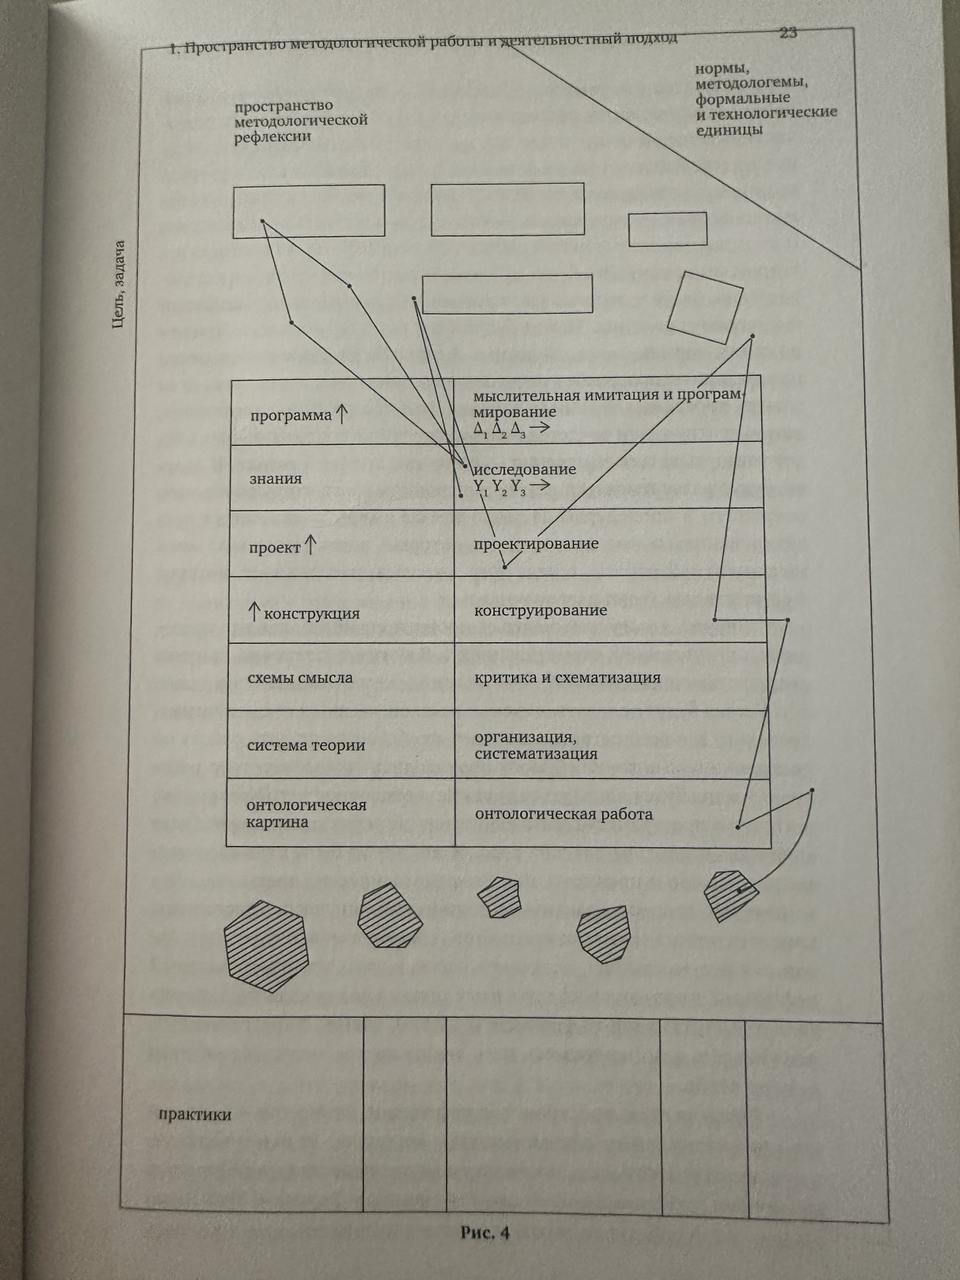 1. Пространство методологической работы и деятельностный подход 23
пространство
методологической
рефлексии
нормы,
методологемы,
формальные
и технологические
единицы
Цель, задача
программа ↑
мыслительная имитация и програм-
мирование
Δ₁ Δ₂ Δ₃ →
знания
исследование
Y₁ Y₂ Y₃ →
проект ↑
проектирование
↑ конструкция
конструирование
схемы смысла
критика и схематизация
система теории
организация,
систематизация
онтологическая
картина
онтологическая работа
практики
Рис. 4